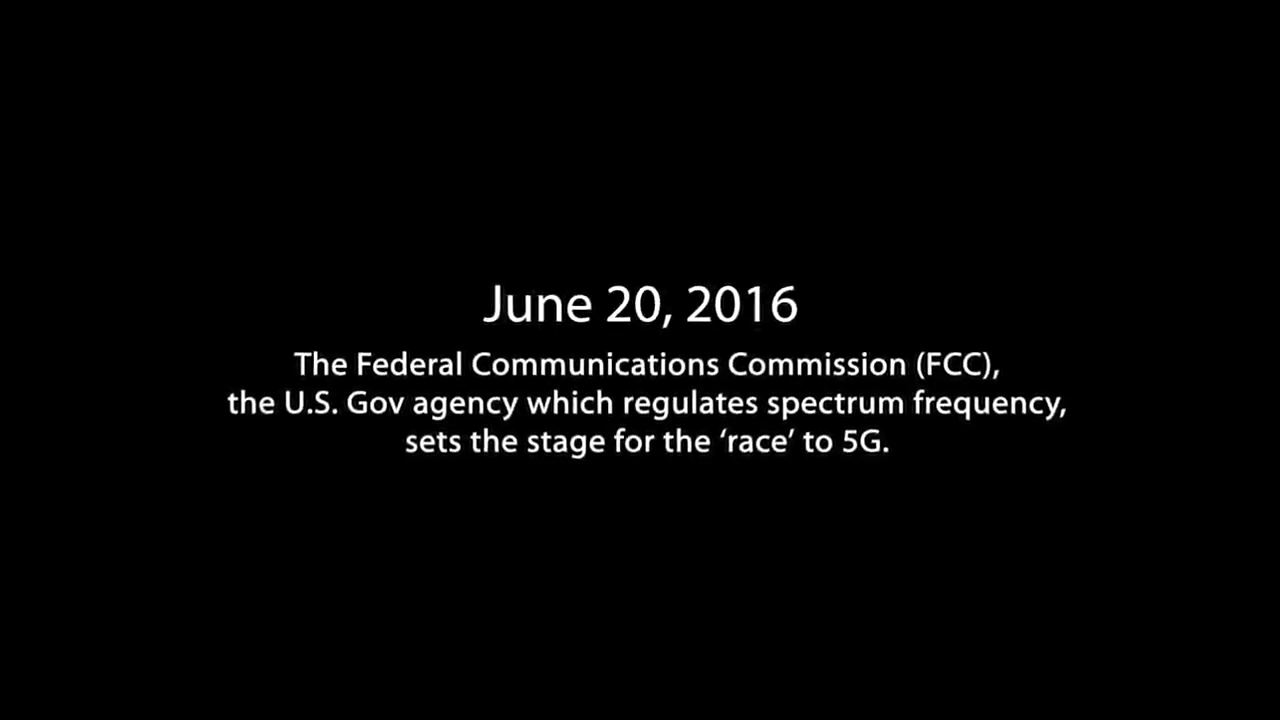 June 20, 2016
The Federal Communications Commission (FCC),
the U.S. Gov agency which regulates spectrum frequency,
sets the stage for the ‘race’ to 5G.